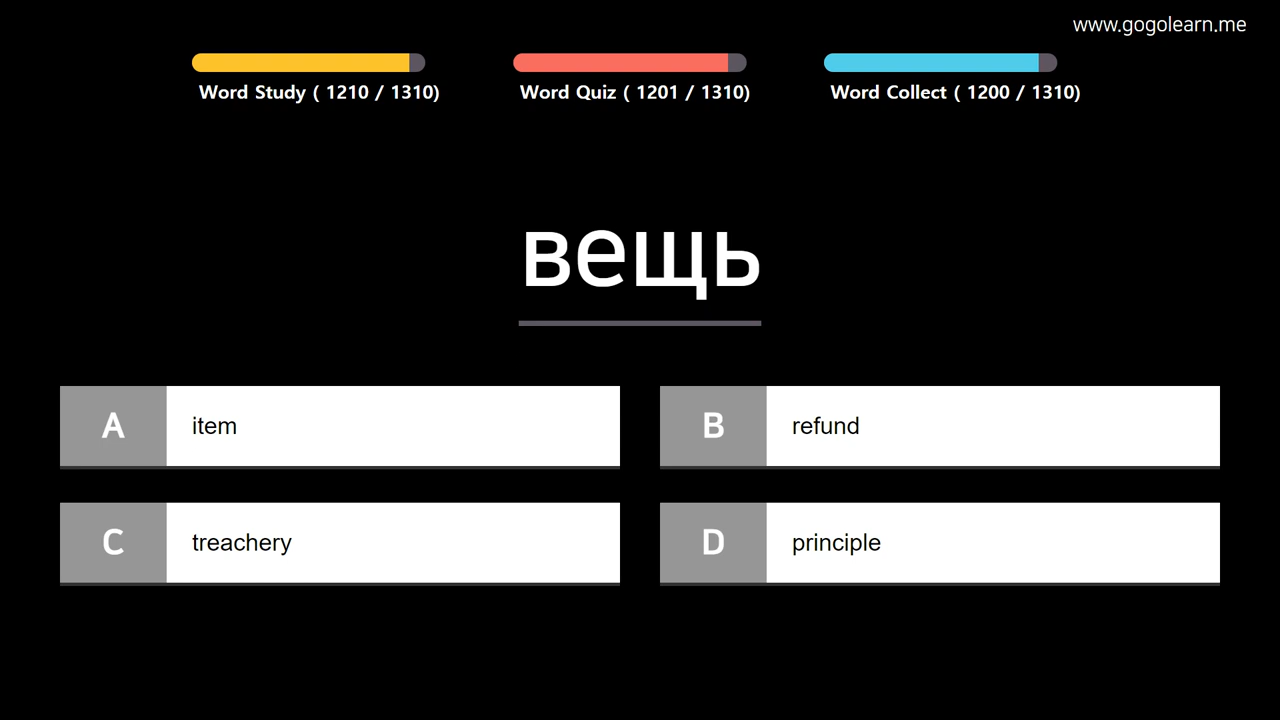 www.gogolearn.me
Word Study ( 1210 / 1310)
Word Quiz ( 1201 / 1310)
Word Collect ( 1200 / 1310)
вещь
A item
B refund
C treachery
D principle